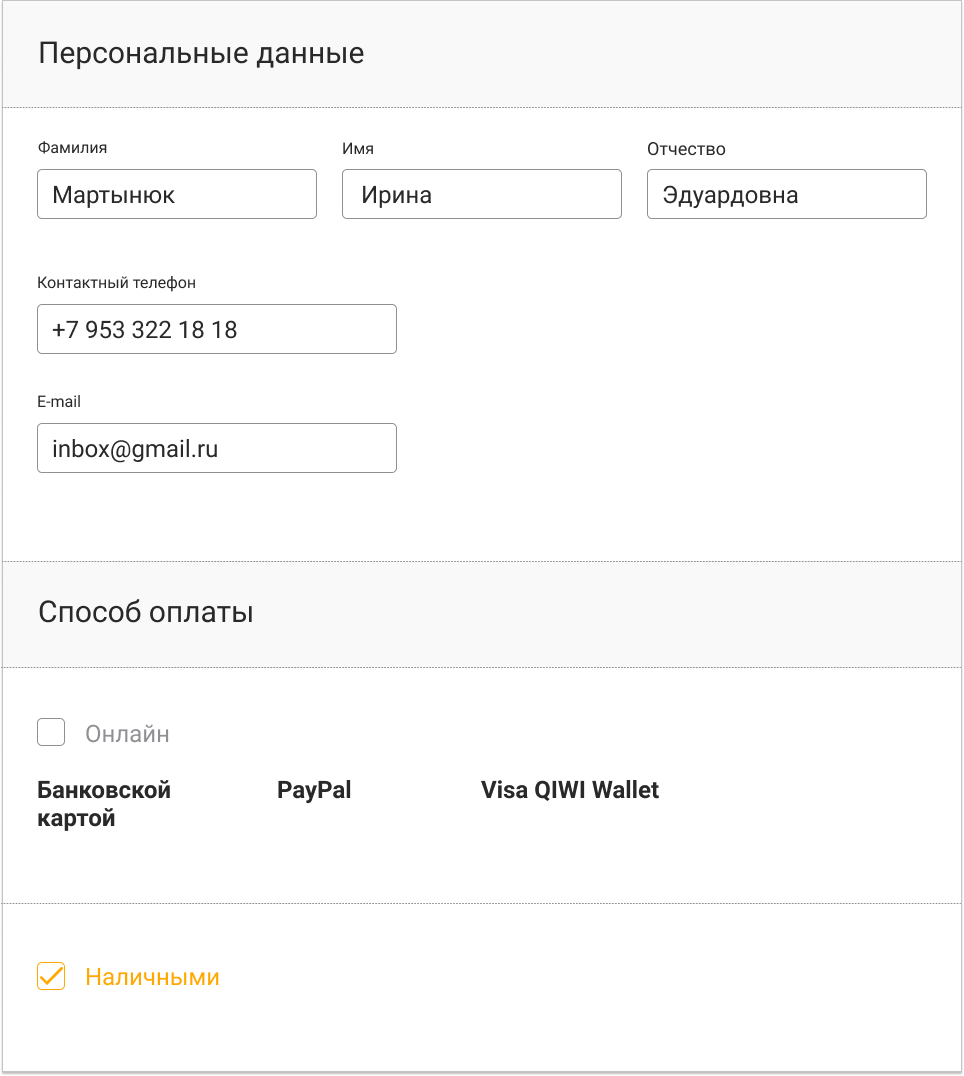 Персональные данные
Фамилия
Имя
Отчество
Мартынюк
Ирина
Эдуардовна
Контактный телефон
+7 953 322 18 18
E-mail
inbox@gmail.ru
Способ оплаты
Онлайн
Банковской
картой
PayPal
Visa QIWI Wallet
Наличными